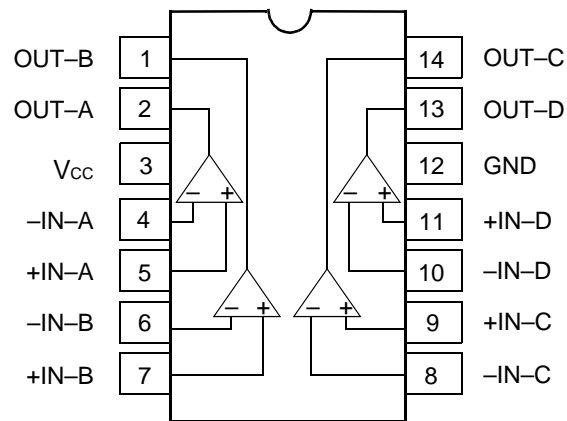 OUT–B 1 14 OUT–C
OUT–A 2 13 OUT–D
VCC 3 12 GND
– + – +
–IN–A 4 11 +IN–D
+IN–A 5 10 –IN–D
– + – +
–IN–B 6 9 +IN–C
+IN–B 7 8 –IN–C